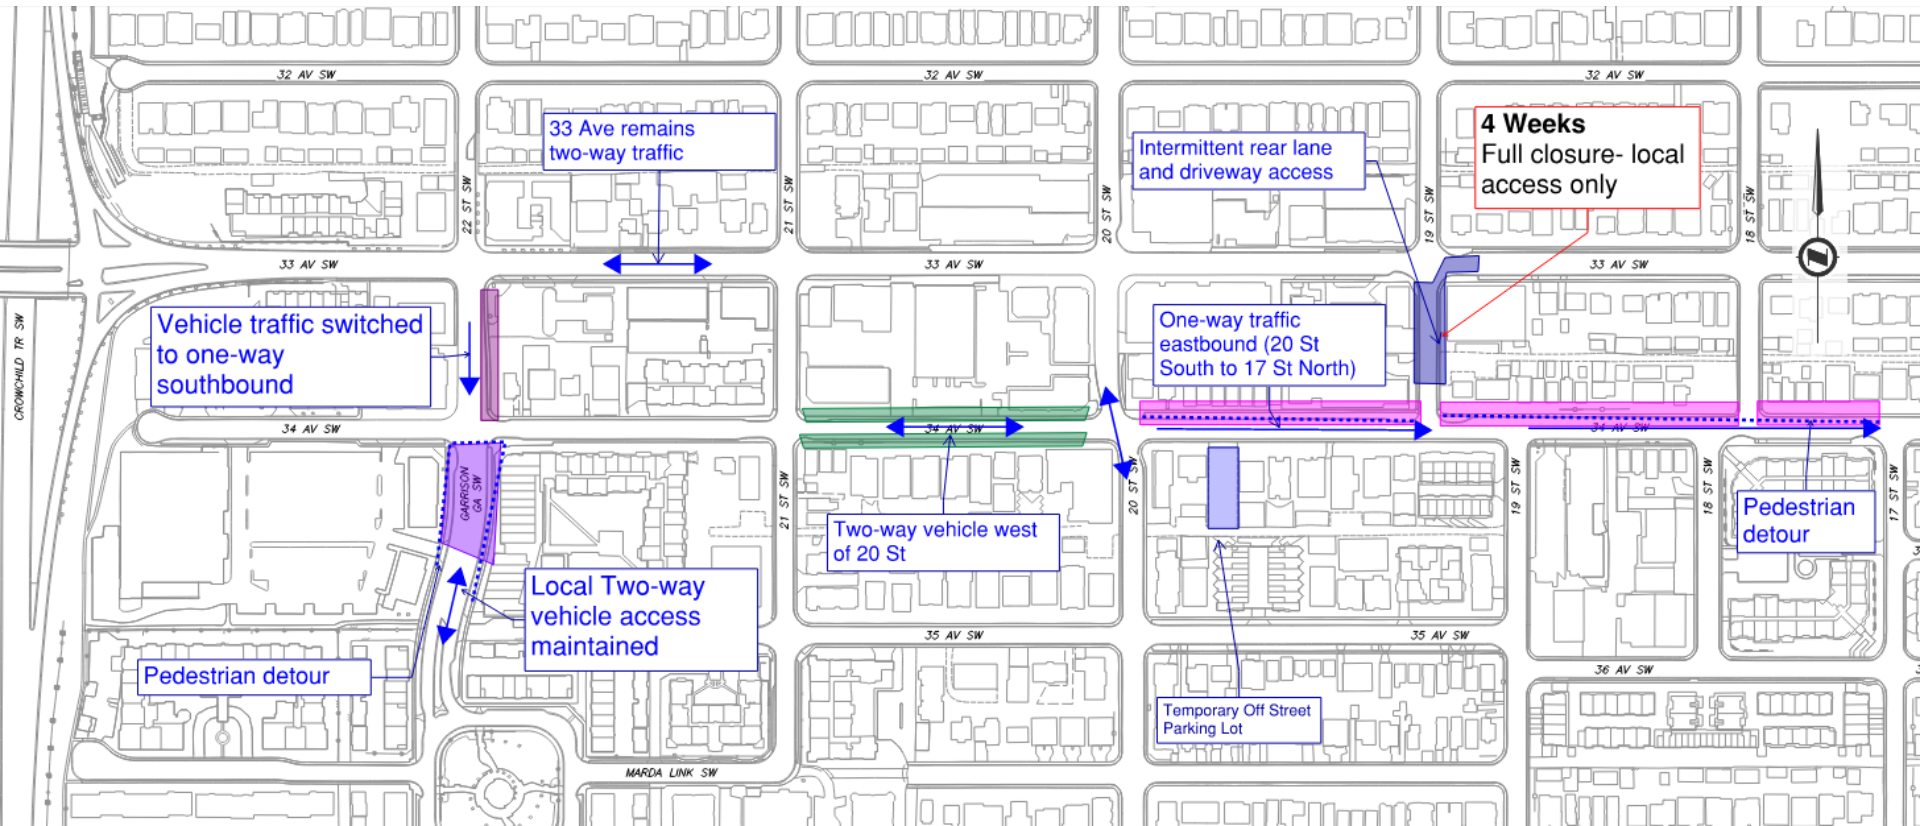 32 AV SW
32 AV SW
32 AV SW
33 Ave remains
two-way traffic
Intermittent rear lane
and driveway access
4 Weeks
Full closure- local
access only
22 ST SW
21 ST SW
20 ST SW
19 ST SW
18 ST SW
33 AV SW
33 AV SW
33 AV SW
N
CROWCHILD TR SW
Vehicle traffic switched
to one-way
southbound
One-way traffic
eastbound (20 St
South to 17 St North)
34 AV SW
34 AV SW
34 AV SW
GARRISON
GA SW
21 ST SW
20 ST SW
19 ST SW
18 ST SW
17 ST SW
Two-way vehicle west
of 20 St
Pedestrian
detour
Local Two-way
vehicle access
maintained
35 AV SW
35 AV SW
36 AV SW
Pedestrian detour
Temporary Off Street
Parking Lot
MARDA LINK SW